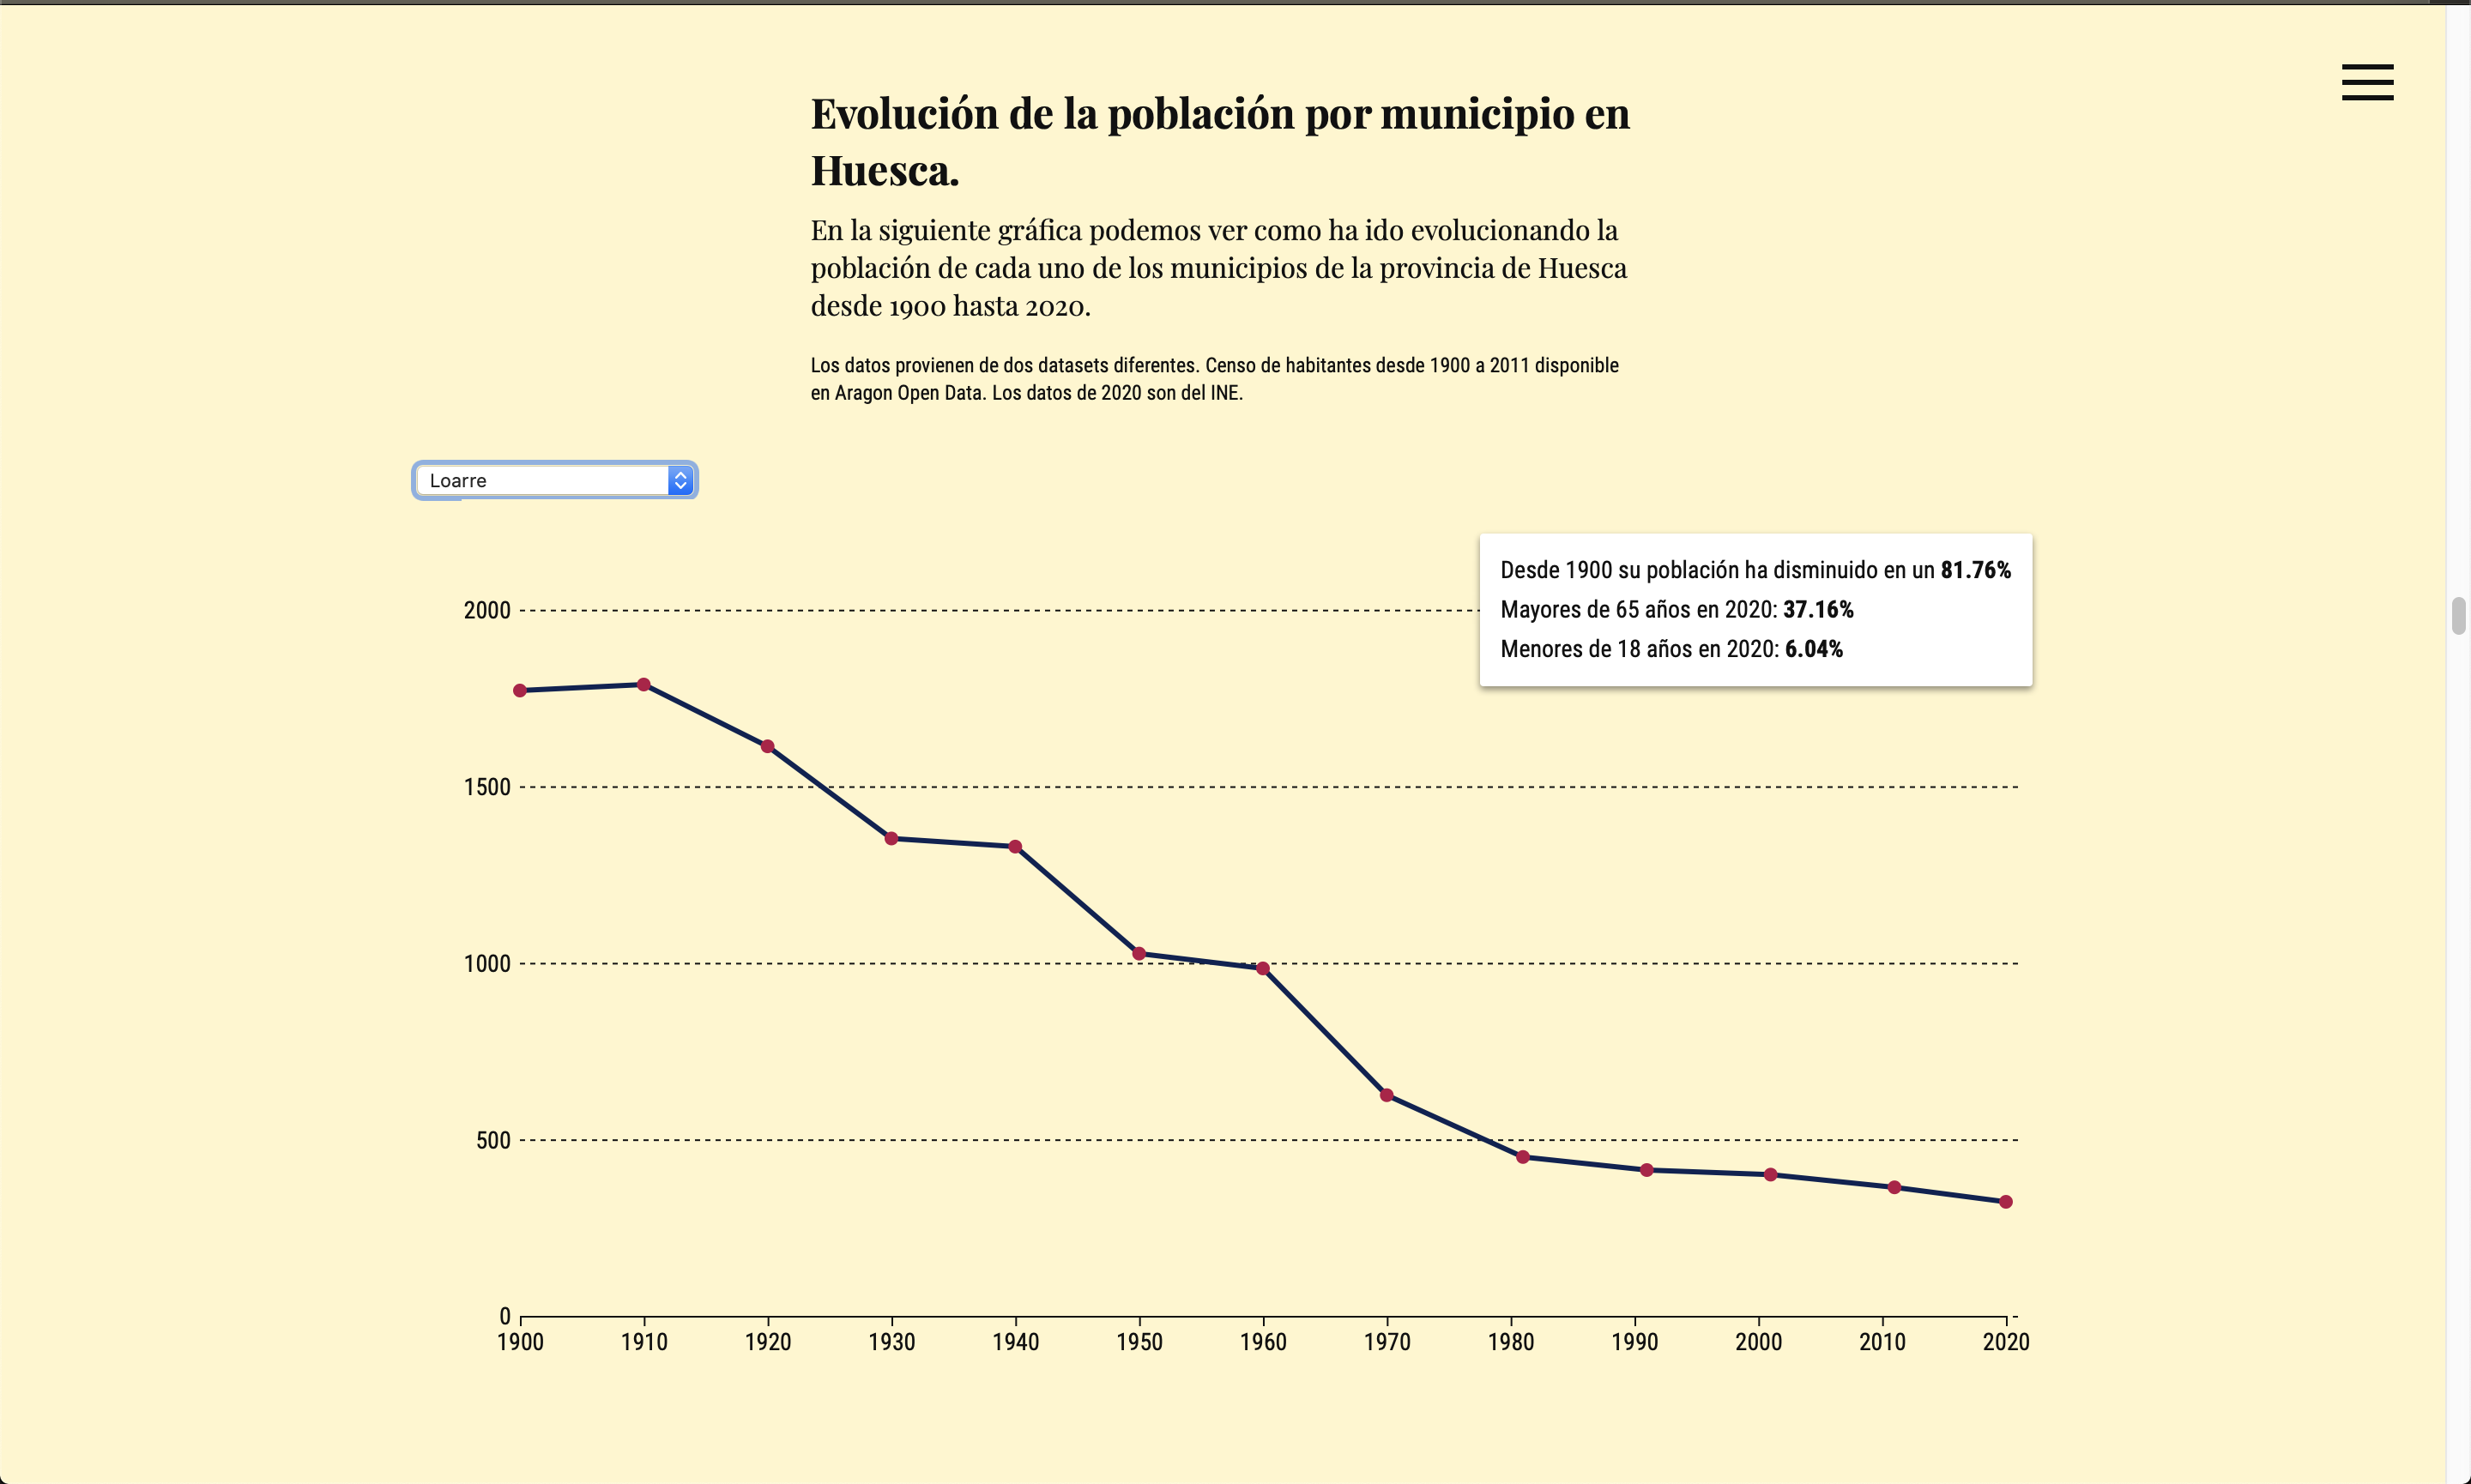 Evolución de la población por municipio en
Huesca.
En la siguiente gráfica podemos ver como ha ido evolucionando la
población de cada uno de los municipios de la provincia de Huesca
desde 1900 hasta 2020.
Los datos provienen de dos datasets diferentes. Censo de habitantes desde 1900 a 2011 disponible
en Aragon Open Data. Los datos de 2020 son del INE.
Loarre
Desde 1900 su población ha disminuido en un 81.76%
Mayores de 65 años en 2020: 37.16%
Menores de 18 años en 2020: 6.04%
2000
1500
1000
500
0
1900 1910 1920 1930 1940 1950 1960 1970 1980 1990 2000 2010 2020